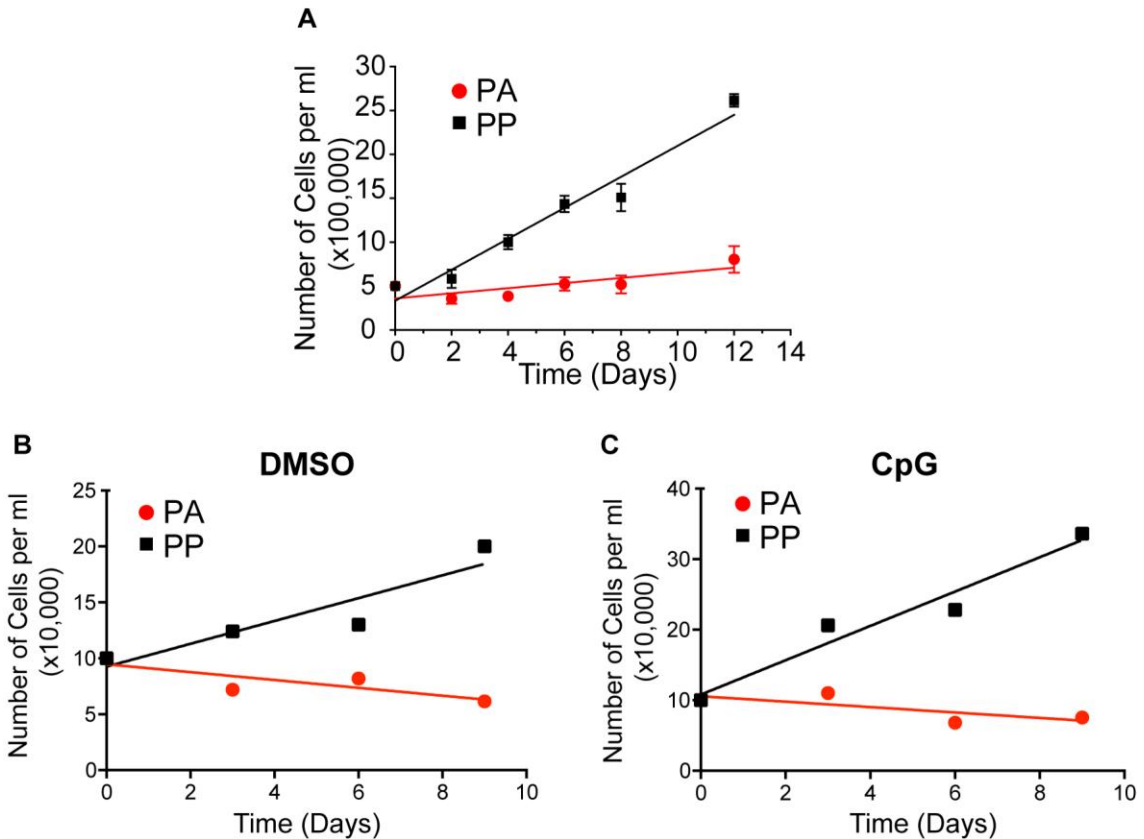 A
PA
PP
Number of Cells per ml
(×100,000)
30
25
20
15
10
5
0
0 2 4 6 8 10 12 14
Time (Days)
B
DMSO
PA
PP
Number of Cells per ml
(x10,000)
25
20
15
10
5
0
0 2 4 6 8 10
Time (Days)
C
CpG
PA
PP
Number of Cells per ml
(x10,000)
40
30
20
10
0
0 2 4 6 8 10
Time (Days)